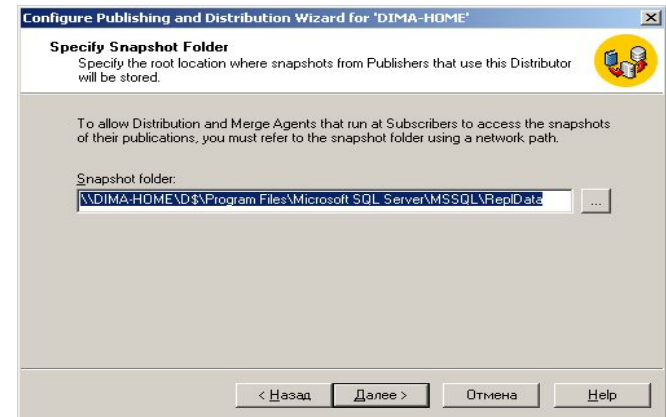 Configure Publishing and Distribution Wizard for 'DIMA-HOME'
Specify Snapshot Folder
Specify the root location where snapshots from Publishers that use this Distributor
will be stored.
To allow Distribution and Merge Agents that run at Subscribers to access the snapshots
of their publications, you must refer to the snapshot folder using a network path.
Snapshot folder:
\\DIMA-HOME\D$\Program Files\Microsoft SQL Server\MSSQL\ReplData
...
< Назад Далее > Отмена Help